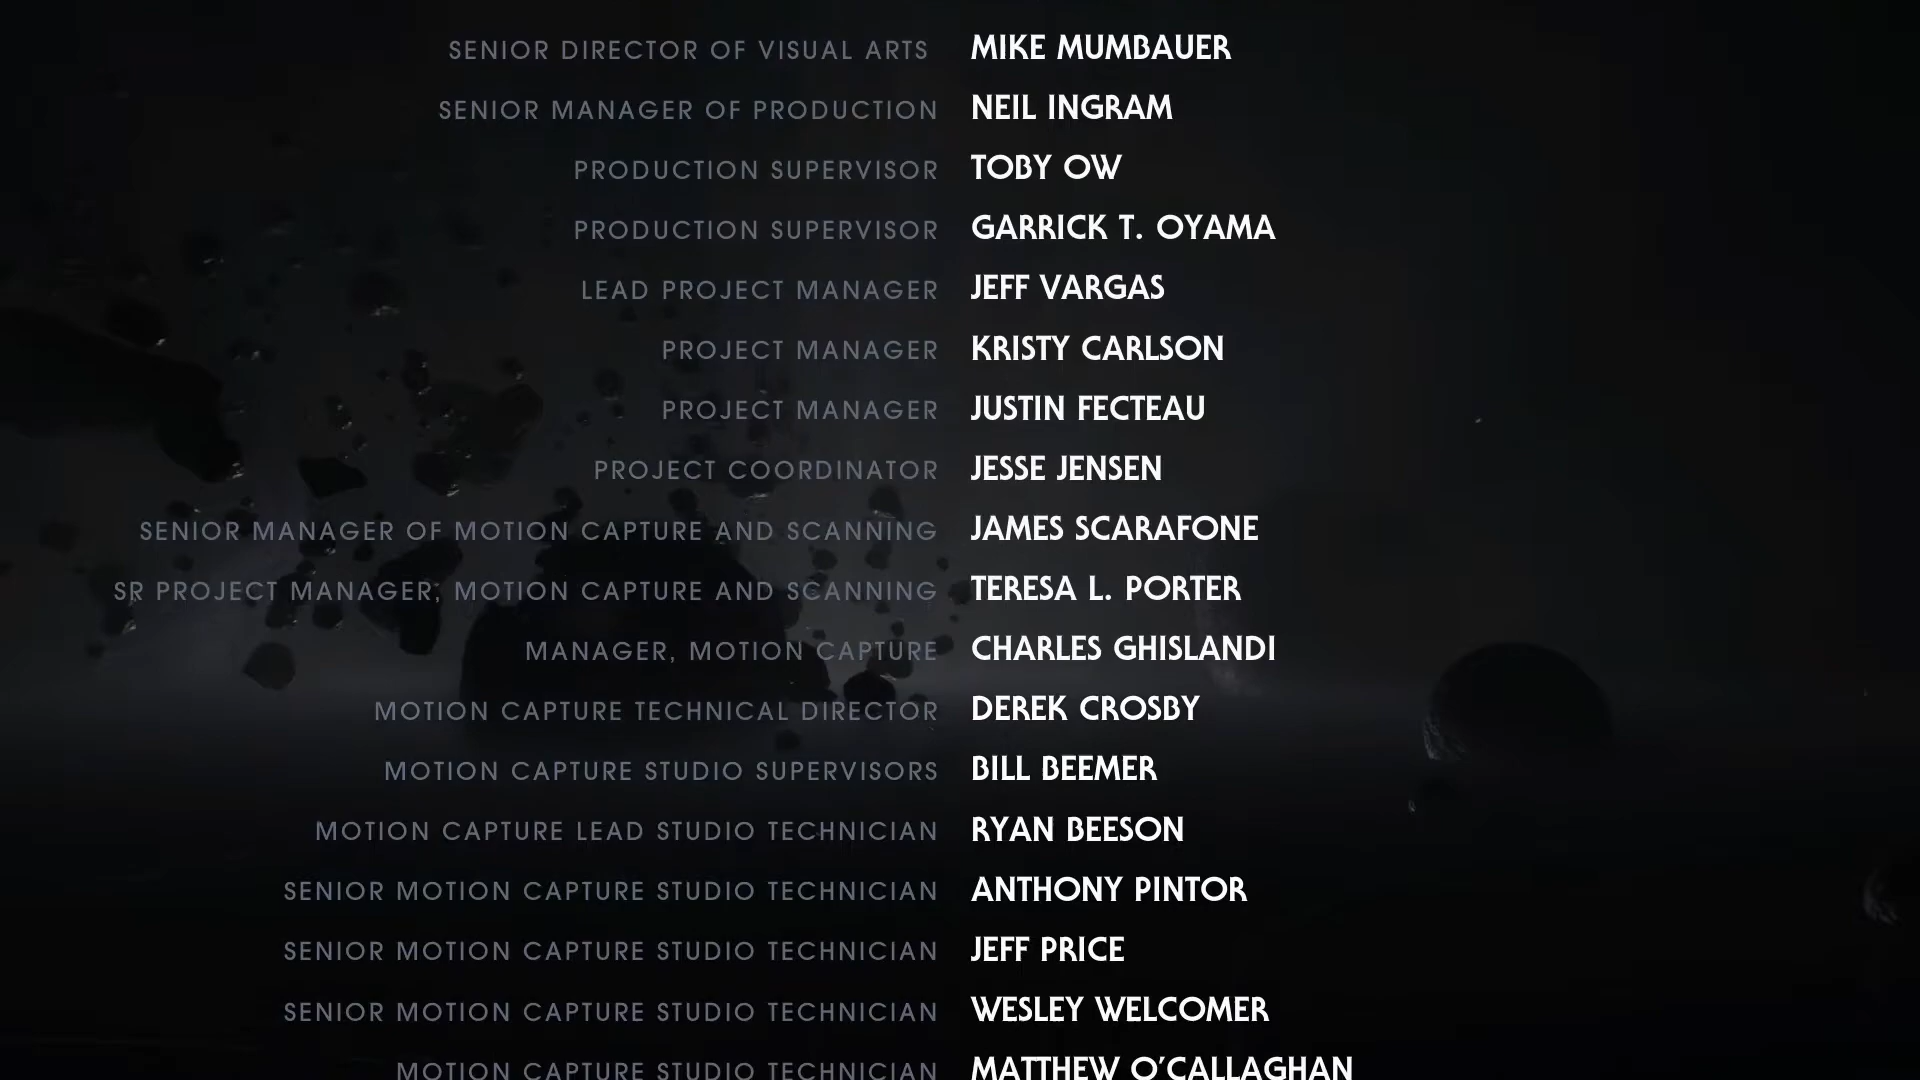 SENIOR DIRECTOR OF VISUAL ARTS MIKE MUMBAUER
SENIOR MANAGER OF PRODUCTION NEIL INGRAM
PRODUCTION SUPERVISOR TOBY OW
PRODUCTION SUPERVISOR GARRICK T. OYAMA
LEAD PROJECT MANAGER JEFF VARGAS
PROJECT MANAGER KRISTY CARLSON
PROJECT MANAGER JUSTIN FECTEAU
PROJECT COORDINATOR JESSE JENSEN
SENIOR MANAGER OF MOTION CAPTURE AND SCANNING JAMES SCARAFONE
SR PROJECT MANAGER, MOTION CAPTURE AND SCANNING TERESA L. PORTER
MANAGER, MOTION CAPTURE CHARLES GHISLANDI
MOTION CAPTURE TECHNICAL DIRECTOR DEREK CROSBY
MOTION CAPTURE STUDIO SUPERVISORS BILL BEEMER
MOTION CAPTURE LEAD STUDIO TECHNICIAN RYAN BEESON
SENIOR MOTION CAPTURE STUDIO TECHNICIAN ANTHONY PINTOR
SENIOR MOTION CAPTURE STUDIO TECHNICIAN JEFF PRICE
SENIOR MOTION CAPTURE STUDIO TECHNICIAN WESLEY WELCOMER
MOTION CAPTURE STUDIO TECHNICIAN MATTHEW O'CALLAGHAN